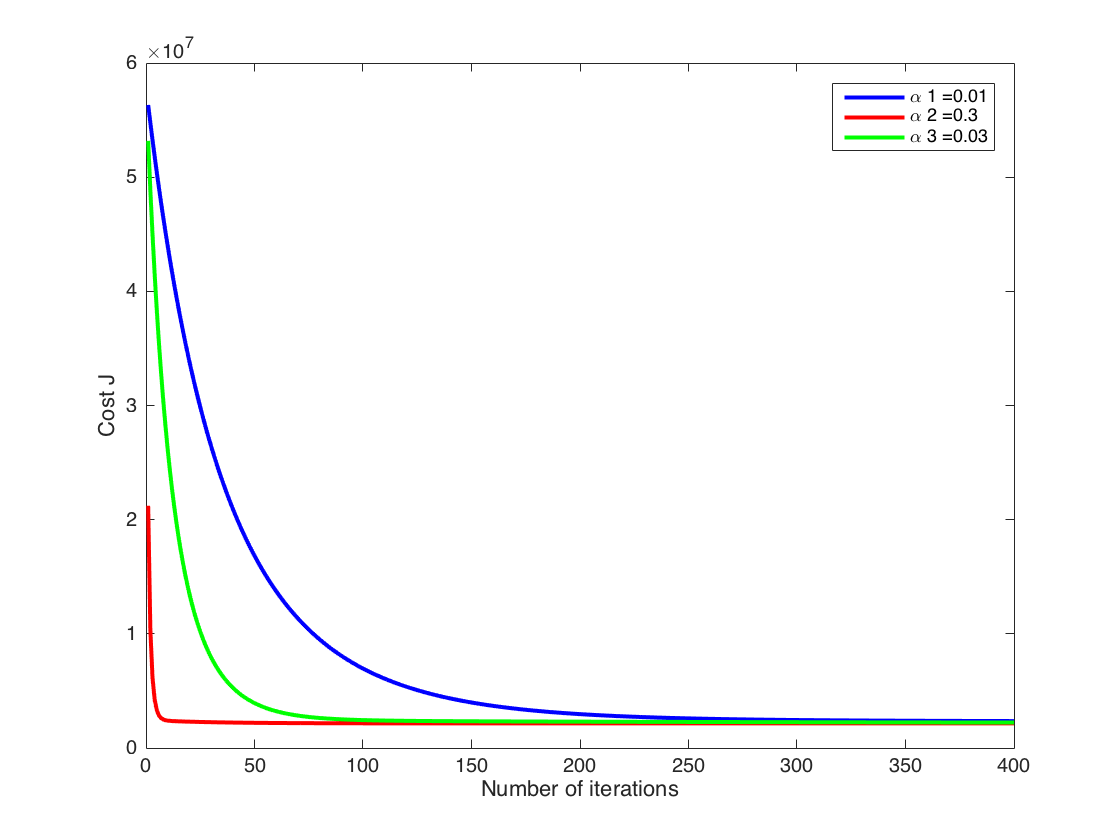 ×10^7
6
5
4
3
2
1
0
Cost J
0 50 100 150 200 250 300 350 400
Number of iterations
α 1 =0.01
α 2 =0.3
α 3 =0.03